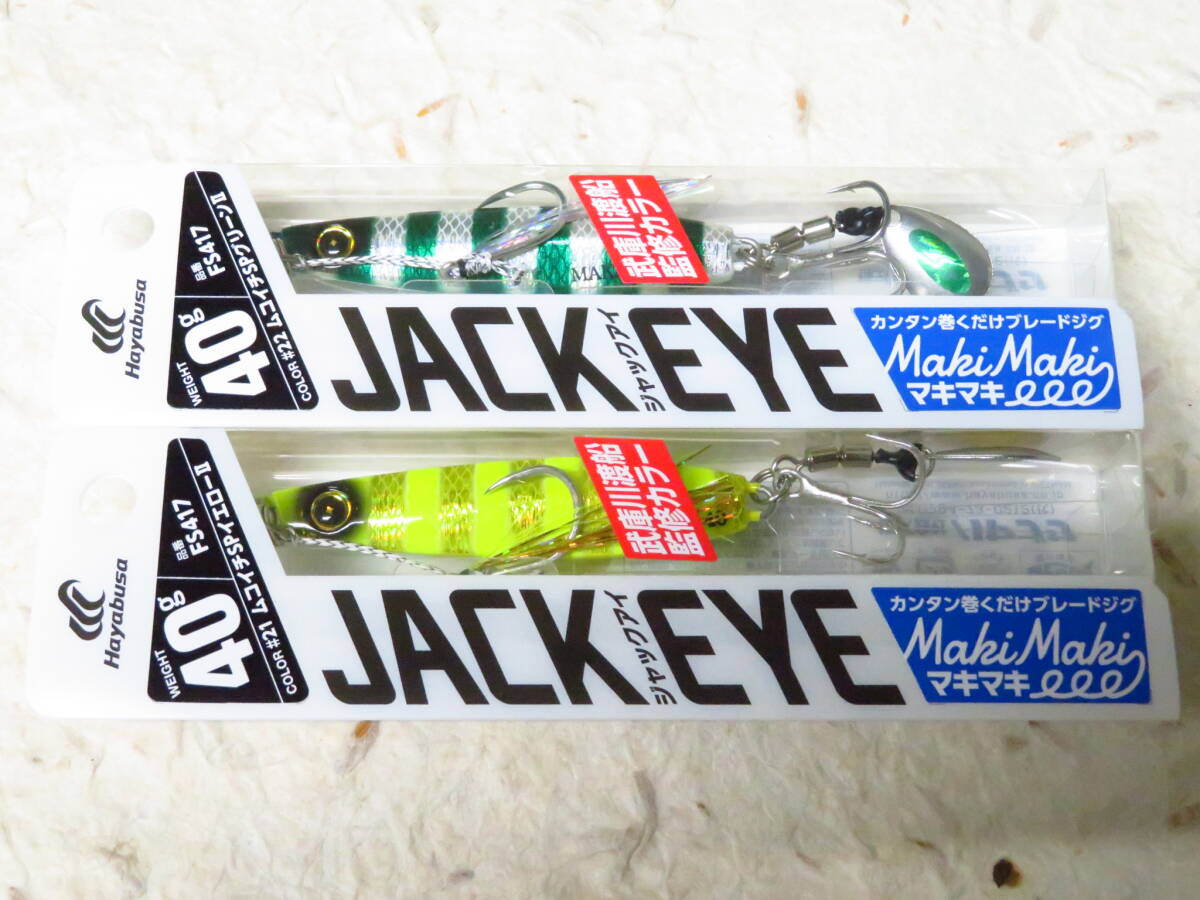 Hayabusa
品番 FS417
WEIGHT 40g
COLOR #22 ムコイチSPグリーンⅡ
MAK
武庫川渡船
監修カラー
JACK EYE
ジャックアイ
カンタン巻くだけブレードジグ
MakiMaki
マキマキ
Hayabusa
品番 FS417
WEIGHT 40g
COLOR #21 ムコイチSPイエローⅡ
武庫川渡船
監修カラー
JACK EYE
ジャックアイ
カンタン巻くだけブレードジグ
MakiMaki
マキマキ